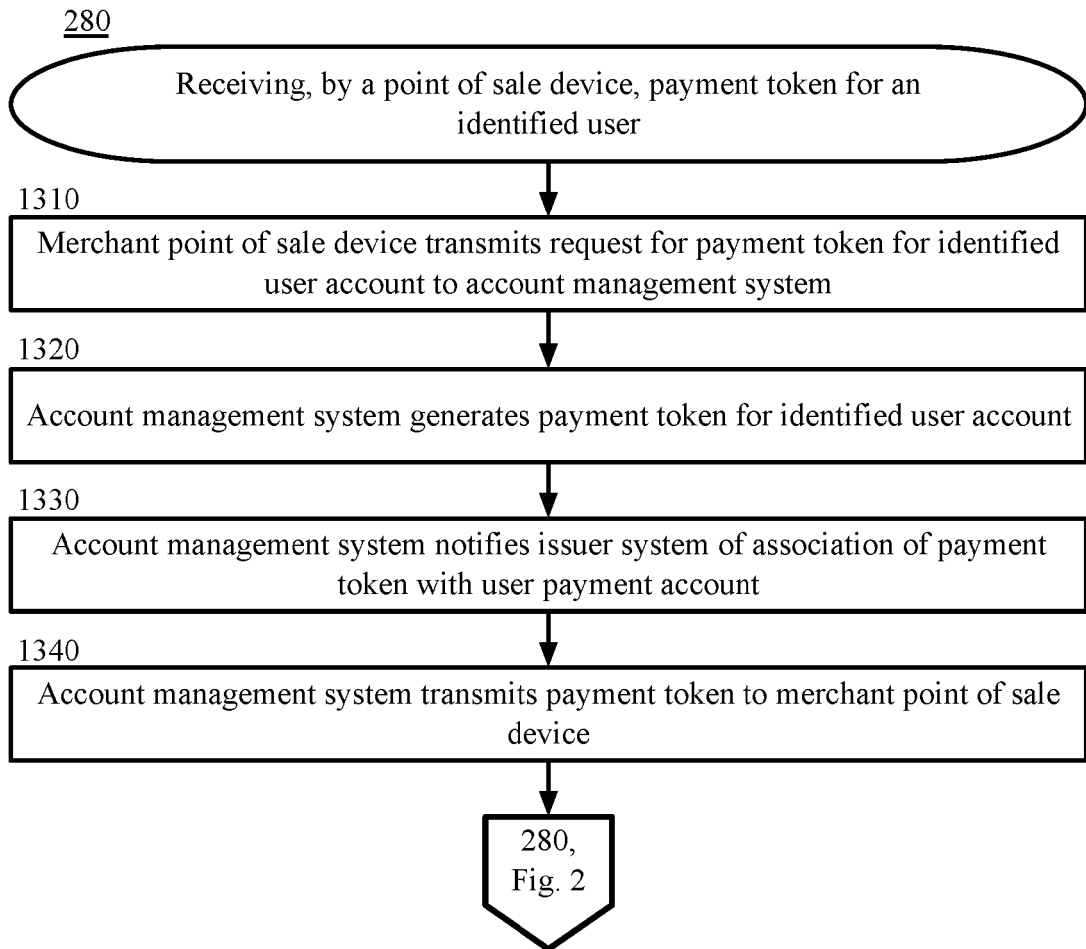 280
Receiving, by a point of sale device, payment token for an
identified user
1310
Merchant point of sale device transmits request for payment token for identified
user account to account management system
1320
Account management system generates payment token for identified user account
1330
Account management system notifies issuer system of association of payment
token with user payment account
1340
Account management system transmits payment token to merchant point of sale
device
280,
Fig. 2